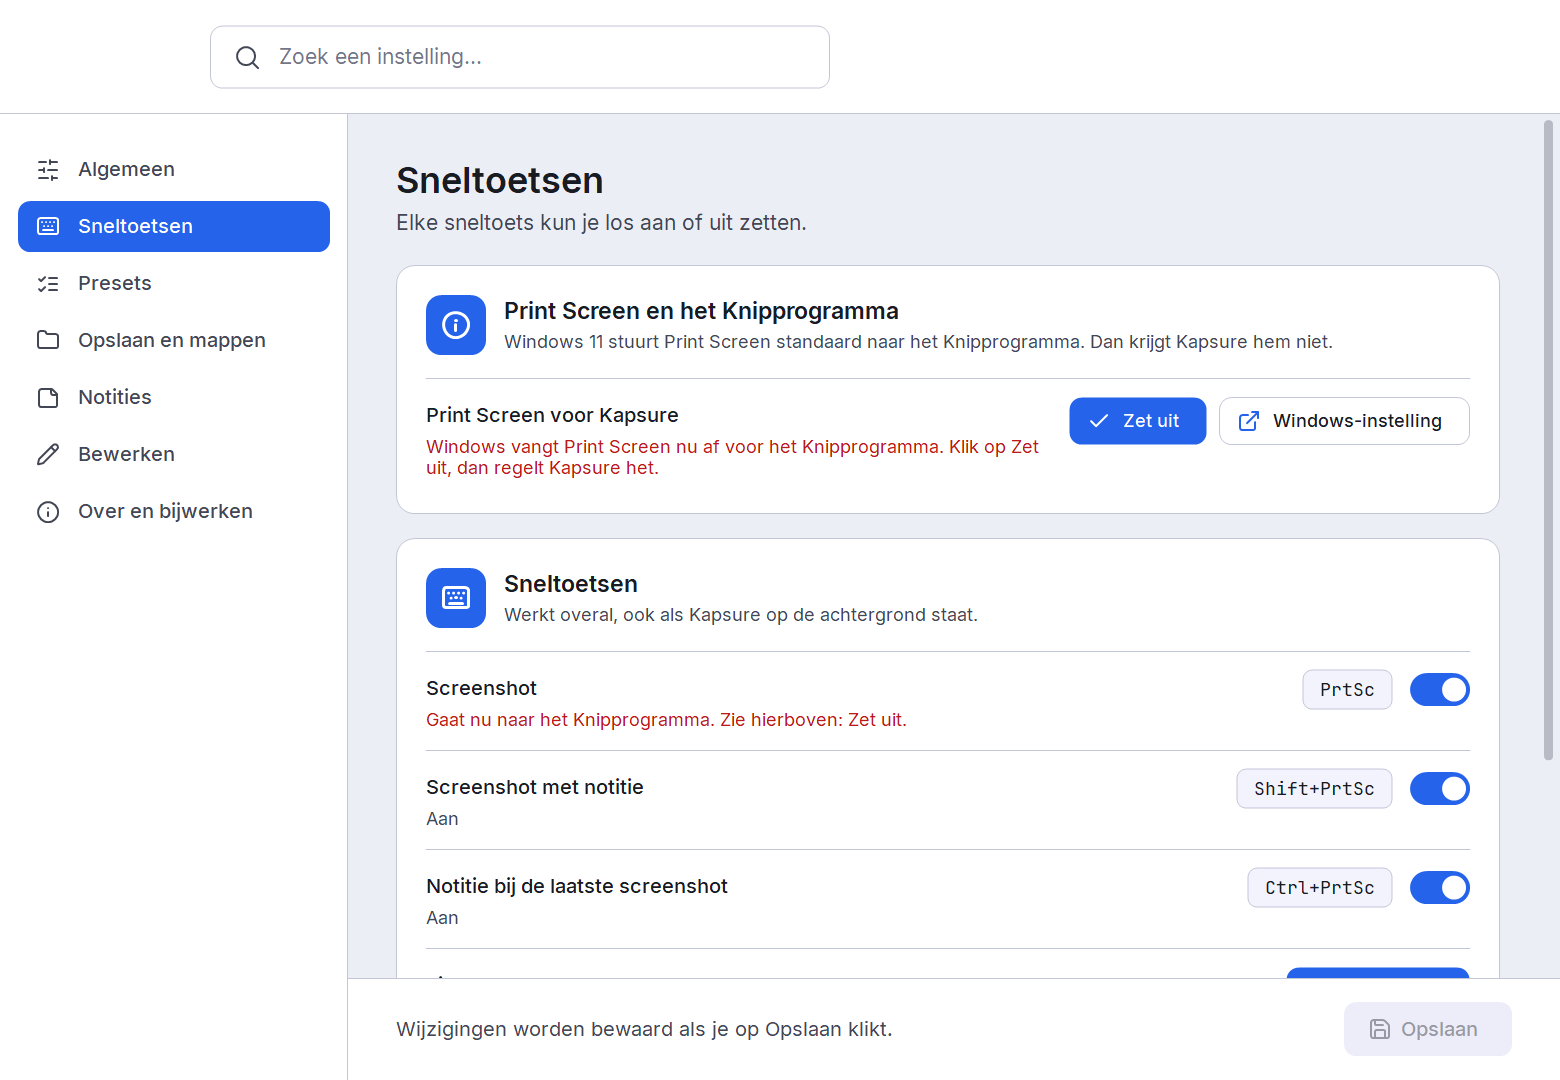 Zoek een instelling...
Algemeen
Sneltoetsen
Presets
Opslaan en mappen
Notities
Bewerken
Over en bijwerken
Sneltoetsen
Elke sneltoets kun je los aan of uit zetten.
Print Screen en het Knipprogramma
Windows 11 stuurt Print Screen standaard naar het Knipprogramma. Dan krijgt Kapsure hem niet.
Print Screen voor Kapsure
Windows vangt Print Screen nu af voor het Knipprogramma. Klik op Zet
uit, dan regelt Kapsure het.
Zet uit
Windows-instelling
Sneltoetsen
Werkt overal, ook als Kapsure op de achtergrond staat.
Screenshot
PrtSc
Gaat nu naar het Knipprogramma. Zie hierboven: Zet uit.
Screenshot met notitie
Shift+PrtSc
Aan
Notitie bij de laatste screenshot
Ctrl+PrtSc
Aan
Wijzigingen worden bewaard als je op Opslaan klikt.
Opslaan